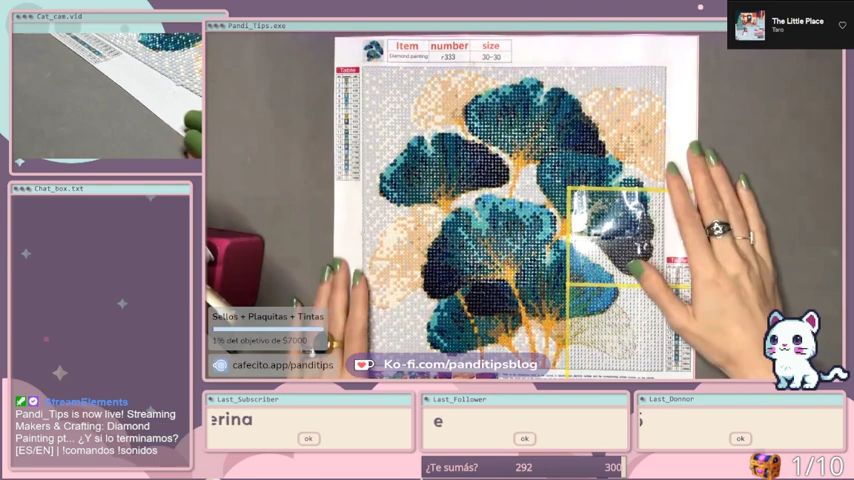 Cat_cam.vid
Pandi_Tips.exe
The Little Place
Taro
Item number size
Diamond painting r333 30-30
Table
Chat_box.txt
StreamElements
Pandi_Tips is now live! Streaming
Makers & Crafting: Diamond
Painting pt... ¿Y si lo terminamos?
[ES/EN] | !comandos !sonidos
Sellos + Plaquitas + Tintas
1% del objetivo de $7000
cafecito.app/panditips
Ko-fi.com/panditipsblog
Last_Subscriber
erina
ok
Last_Follower
e
ok
Last_Donnor
ok
¿Te sumás? 292 300
1/10